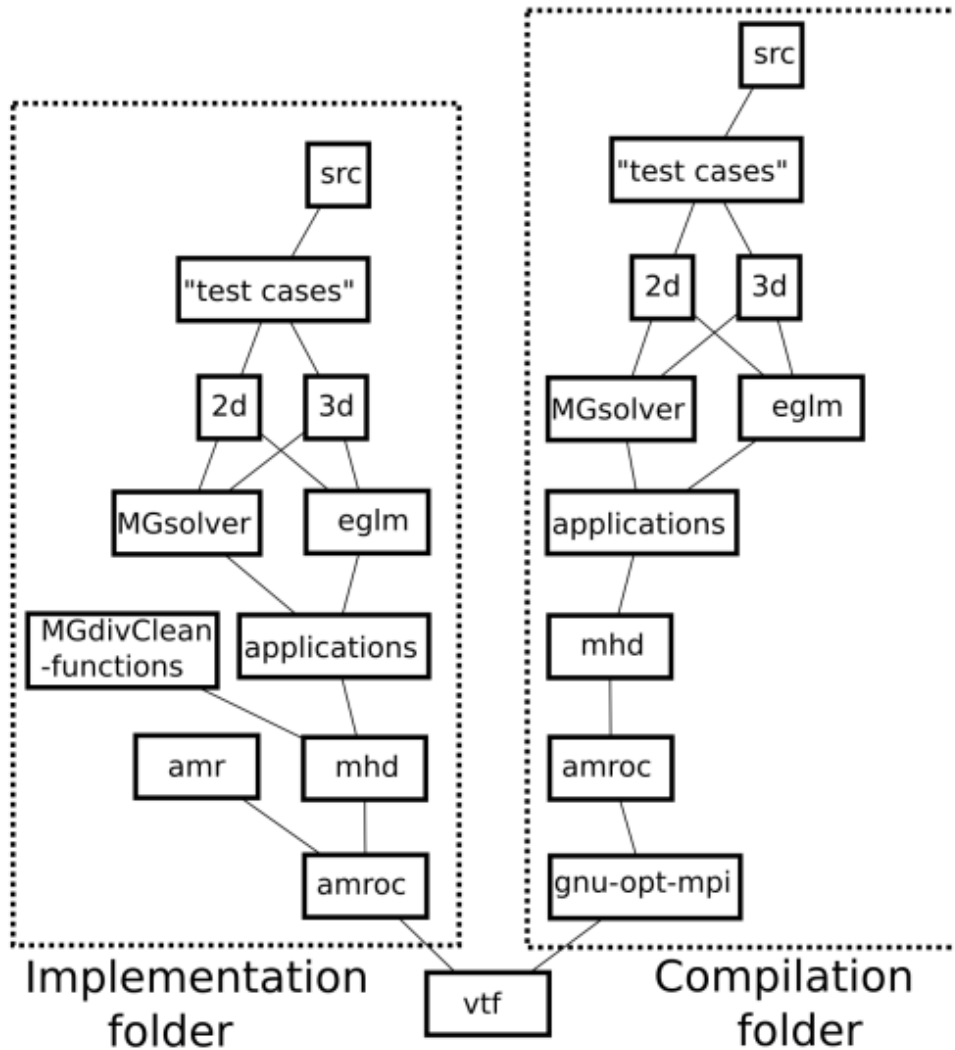 src
"test cases"
2d 3d
MGsolver eglm
MGdivClean
-functions
applications
amr mhd
amroc
Implementation
folder
src
"test cases"
2d 3d
MGsolver eglm
applications
mhd
amroc
gnu-opt-mpi
Compilation
folder
vtf